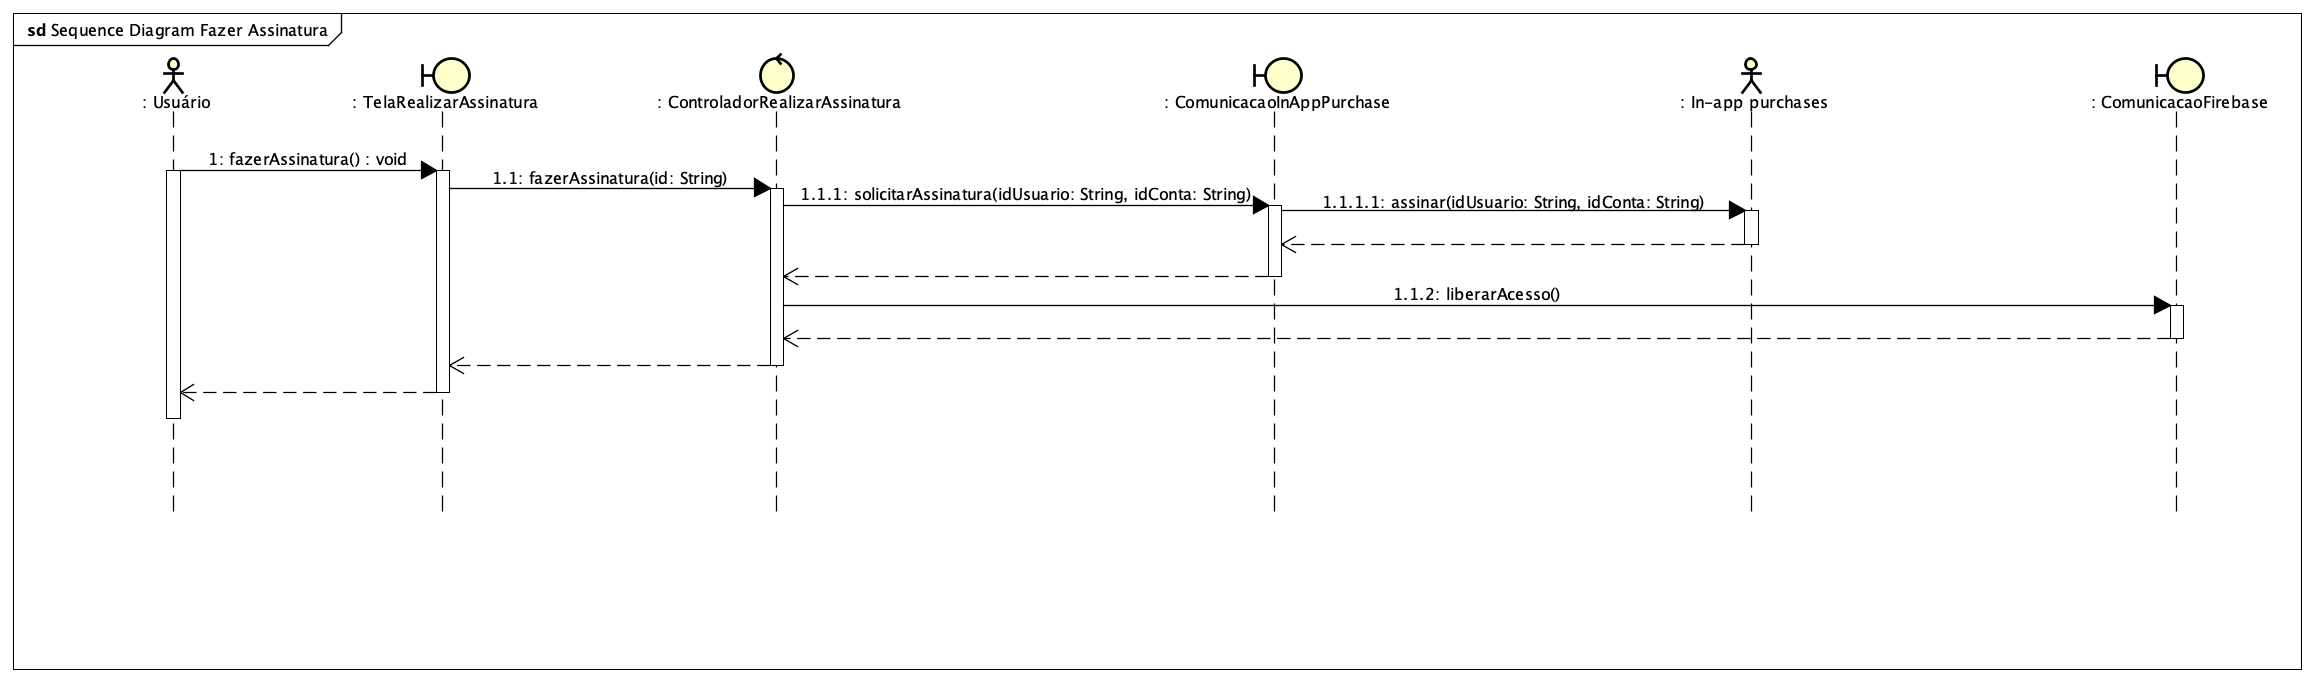 sd Sequence Diagram Fazer Assinatura
: Usuário
: TelaRealizarAssinatura
: ControladorRealizarAssinatura
: ComunicacaoInAppPurchase
: In-app purchases
: ComunicacaoFirebase
1: fazerAssinatura() : void
1.1: fazerAssinatura(id: String)
1.1.1: solicitarAssinatura(idUsuario: String, idConta: String)
1.1.1.1: assinar(idUsuario: String, idConta: String)
1.1.2: liberarAcesso()